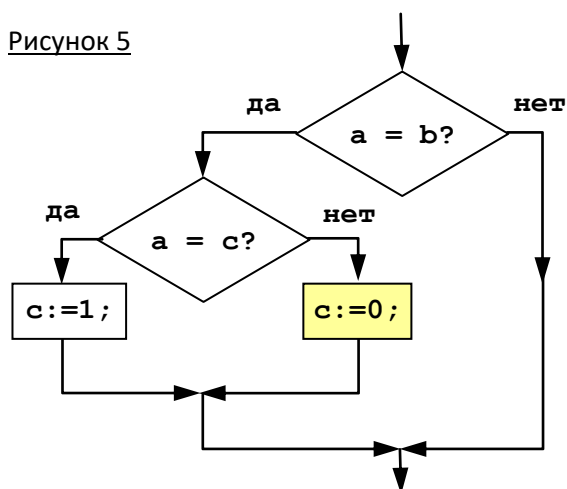 Рисунок 5
да
нет
a = b?
да
нет
a = c?
c:=1;
c:=0;